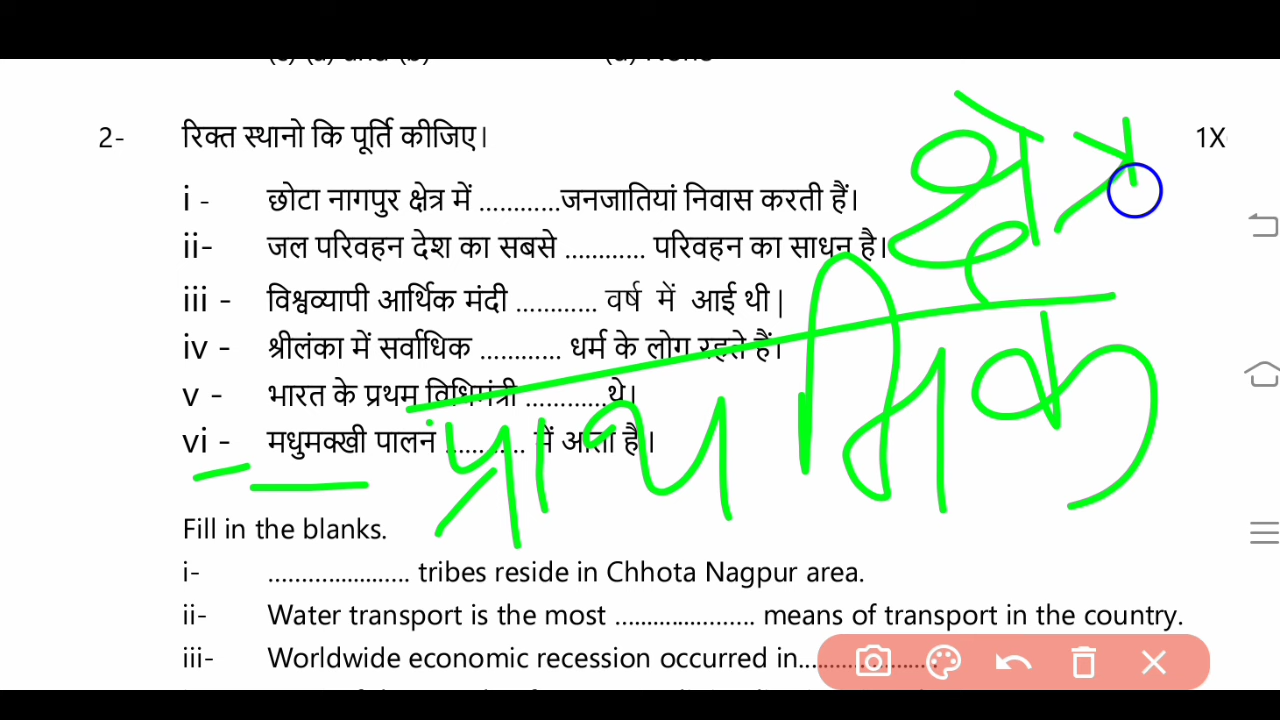 2- रिक्त स्थानो कि पूर्ति कीजिए। 1X
i - छोटा नागपुर क्षेत्र में ............जनजातियां निवास करती हैं।
ii- जल परिवहन देश का सबसे ............ परिवहन का साधन है।
iii - विश्वव्यापी आर्थिक मंदी ............ वर्ष में आई थी |
iv - श्रीलंका में सर्वाधिक ............ धर्म के लोग रहते हैं।
v - भारत के प्रथम विधिमंत्री ............थे।
vi - मधुमक्खी पालन ............ में आता है ।
प्राथमिक
क्षेत्र
Fill in the blanks.
i- ...................... tribes reside in Chhota Nagpur area.
ii- Water transport is the most ...................... means of transport in the country.
iii- Worldwide economic recession occurred in......................